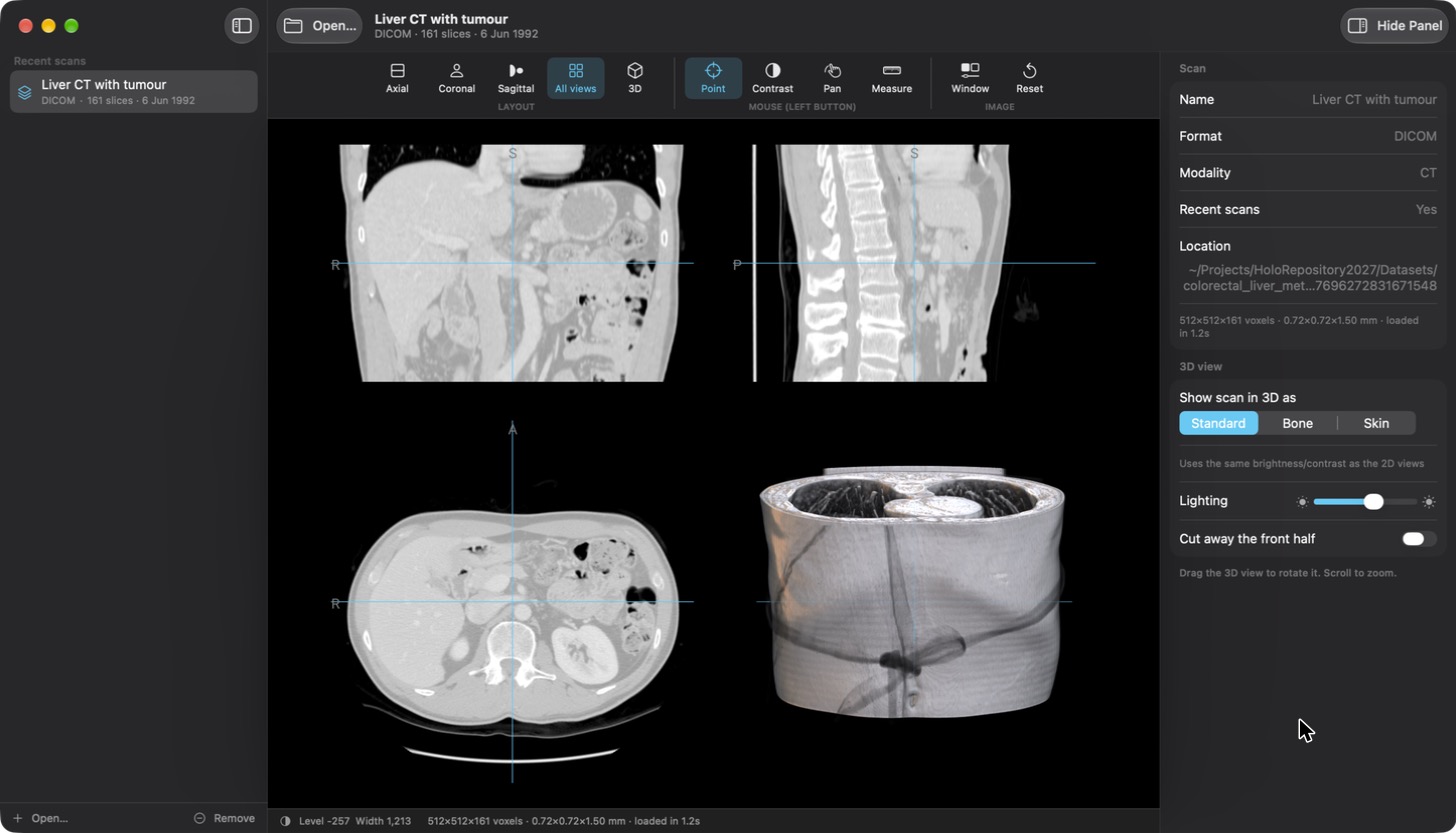 Open...
Liver CT with tumour
DICOM · 161 slices · 6 Jun 1992
Hide Panel
Recent scans
Liver CT with tumour
DICOM · 161 slices · 6 Jun 1992
Axial
Coronal
Sagittal
All views
3D
LAYOUT
Point
Contrast
Pan
Measure
MOUSE (LEFT BUTTON)
Window
Reset
IMAGE
S
R
S
P
A
R
Scan
Name Liver CT with tumour
Format DICOM
Modality CT
Recent scans Yes
Location
~/Projects/HoloRepository2027/Datasets/
colorectal_liver_met...7696272831671548
512×512×161 voxels · 0.72×0.72×1.50 mm · loaded
in 1.2s
3D view
Show scan in 3D as
Standard Bone Skin
Uses the same brightness/contrast as the 2D views
Lighting
Cut away the front half
Drag the 3D view to rotate it. Scroll to zoom.
+ Open...
Remove
Level -257 Width 1,213 512×512×161 voxels · 0.72×0.72×1.50 mm · loaded in 1.2s